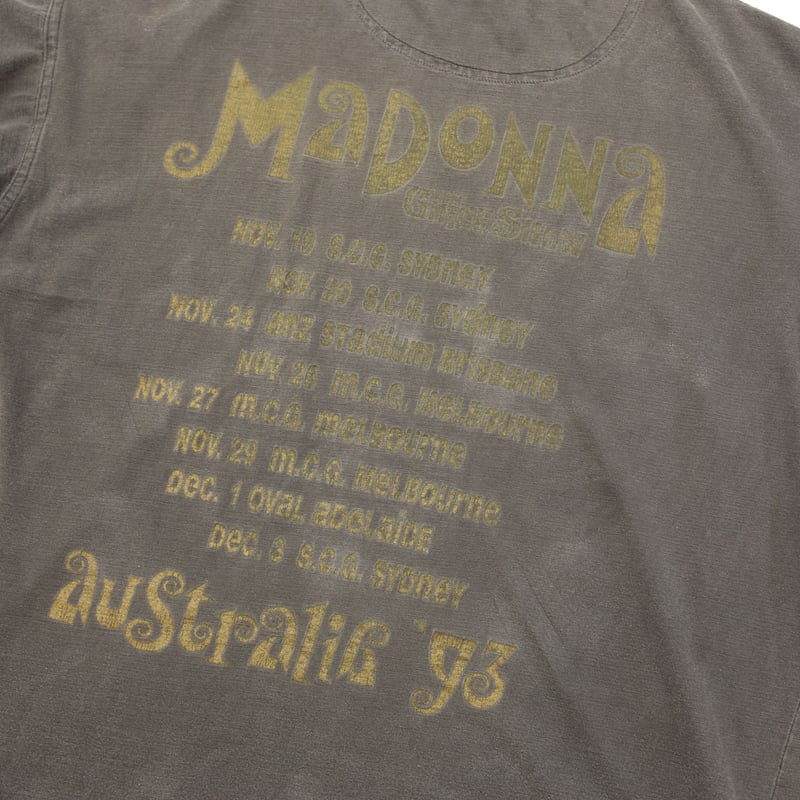 MaDONNa
GirlieShow
NOV. 19 S.C.G. SYDNEY
NOV. 20 S.C.G. SYDNEY
NOV. 24 anz Stadium Brisbane
NOV. 26 m.C.G. MeLBOURNe
NOV. 27 m.C.G. meLBOURNe
NOV. 29 m.C.G. MeLBOURNe
Dec. 1 OVaL aDeLaiDE
Dec. 3 S.C.G. SYDNEY
auStralia '93